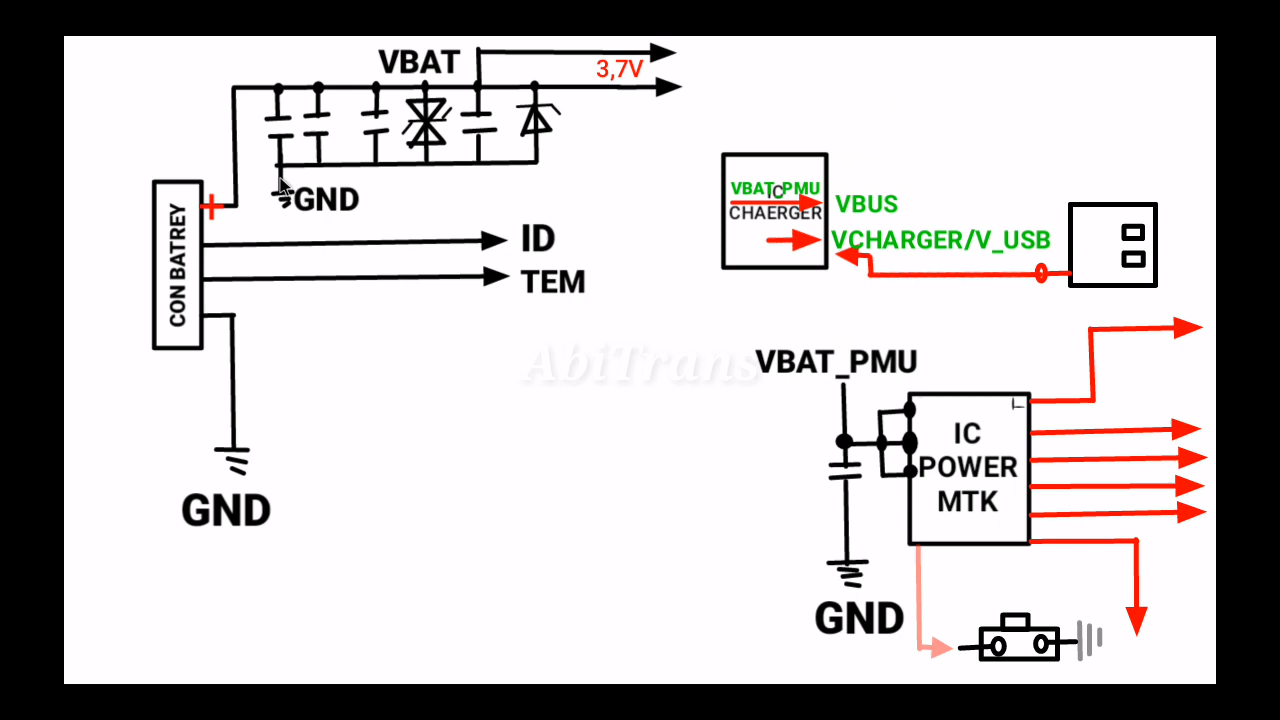 VBAT
3,7V
+
GND
CON BATREY
ID
TEM
GND
VBAT_PMU
IC
CHAERGER
VBUS
VCHARGER/V_USB
AbiTrans
VBAT_PMU
IC
POWER
MTK
GND